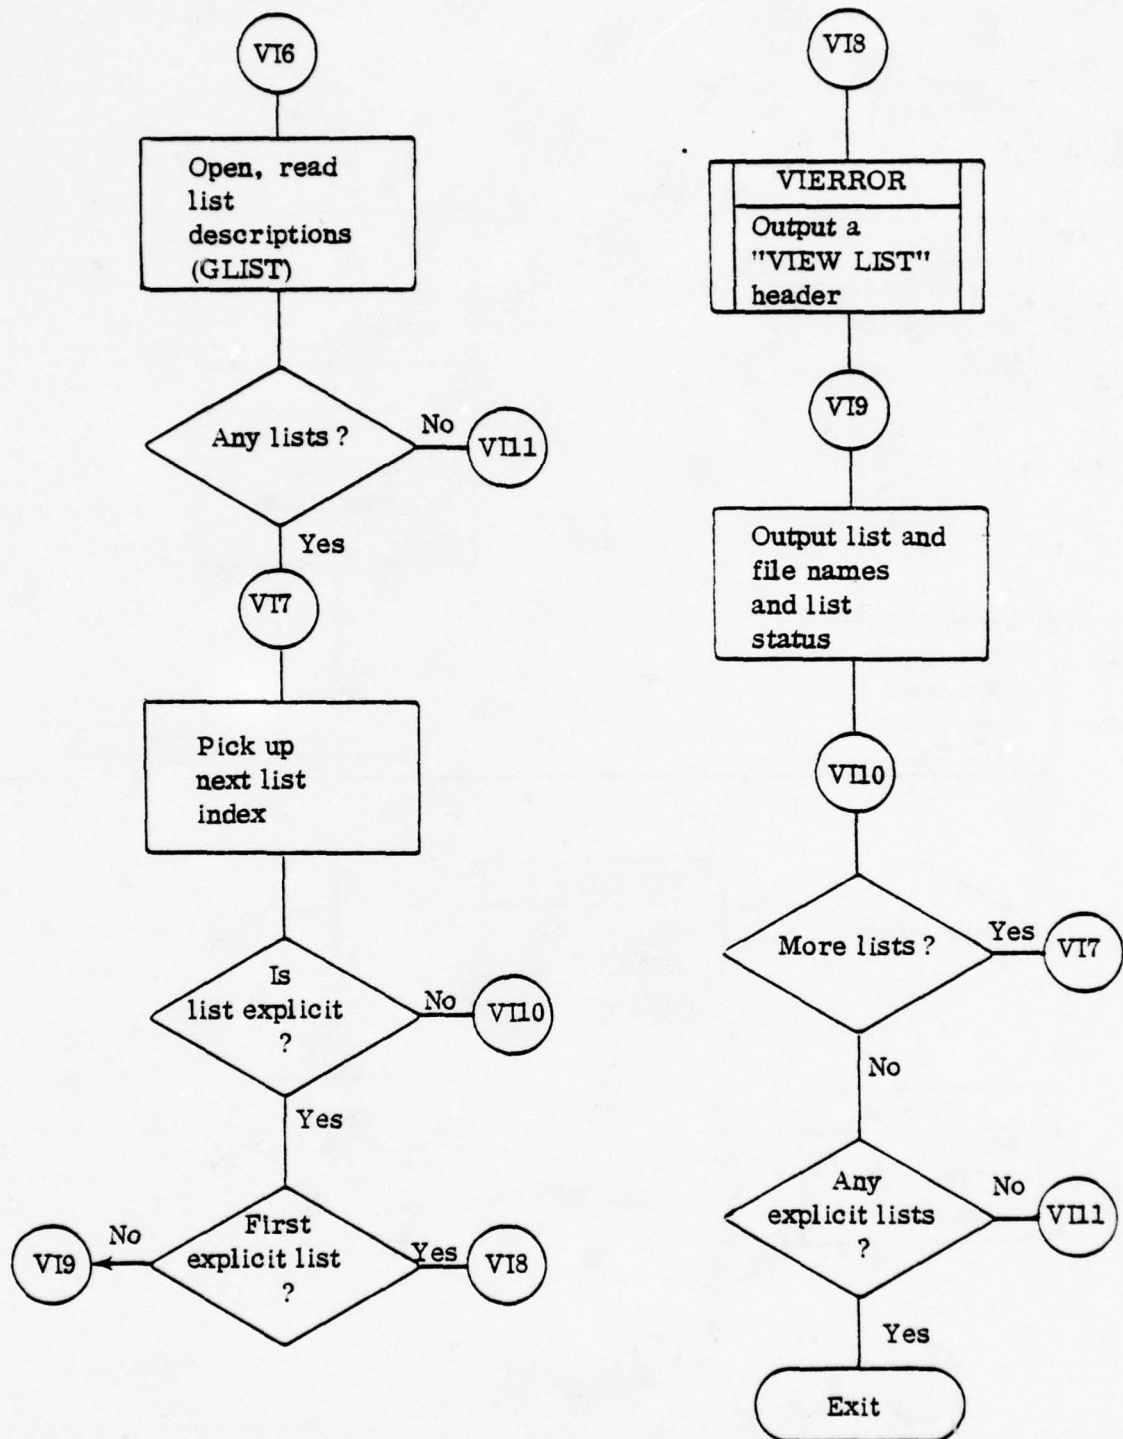 VI6
Open, read
list
descriptions
(GLIST)
Any lists ?
No
VI11
Yes
VI7
Pick up
next list
index
Is
list explicit
?
No
VI10
Yes
First
explicit list
?
No
VI9
Yes
VI8
VI8
VIERROR
Output a
"VIEW LIST"
header
VI9
Output list and
file names
and list
status
VI10
More lists ?
Yes
VI7
No
Any
explicit lists
?
No
VI11
Yes
Exit